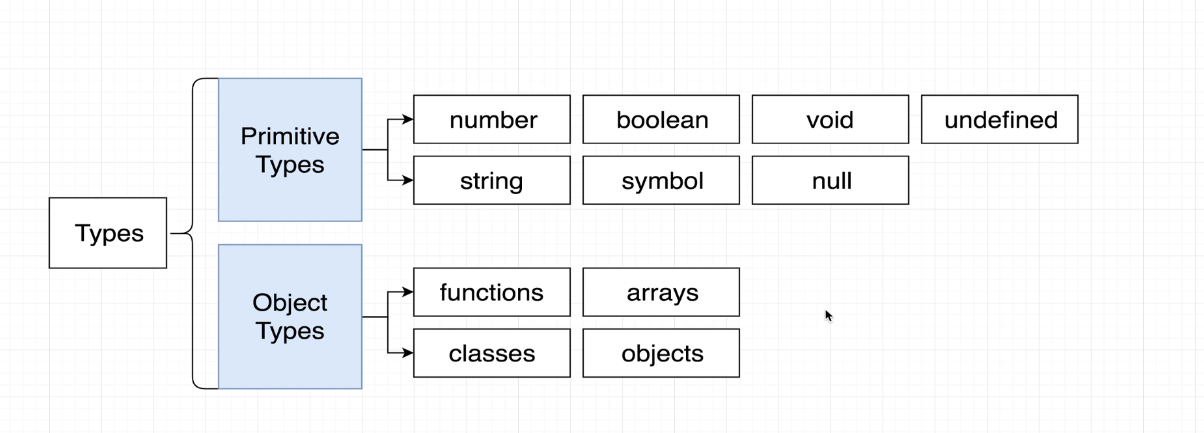 Types
Primitive
Types
number
boolean
void
undefined
string
symbol
null
Object
Types
functions
arrays
classes
objects